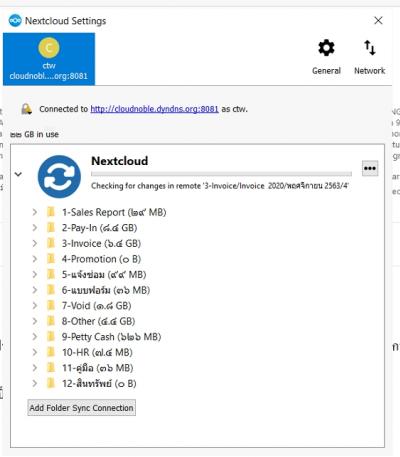 Nextcloud Settings
C
ctw
cloudnobl....org:8081
General
Network
Connected to http://cloudnoble.dyndns.org:8081 as ctw.
๒๒ GB in use
Nextcloud
Checking for changes in remote '3-Invoice/Invoice 2020/พฤศจิกายน 2563/4'
1-Sales Report (๒๙ MB)
2-Pay-In (๘.๔ GB)
3-Invoice (๖.๔ GB)
4-Promotion (๐ B)
5-แจ้งซ่อม (๙๙ MB)
6-แบบฟอร์ม (๓๖ MB)
7-Void (๑.๘ GB)
8-Other (๔.๔ GB)
9-Petty Cash (๖๒๖ MB)
10-HR (๗.๔ MB)
11-คู่มือ (๓๖ MB)
12-สินทรัพย์ (๐ B)
Add Folder Sync Connection